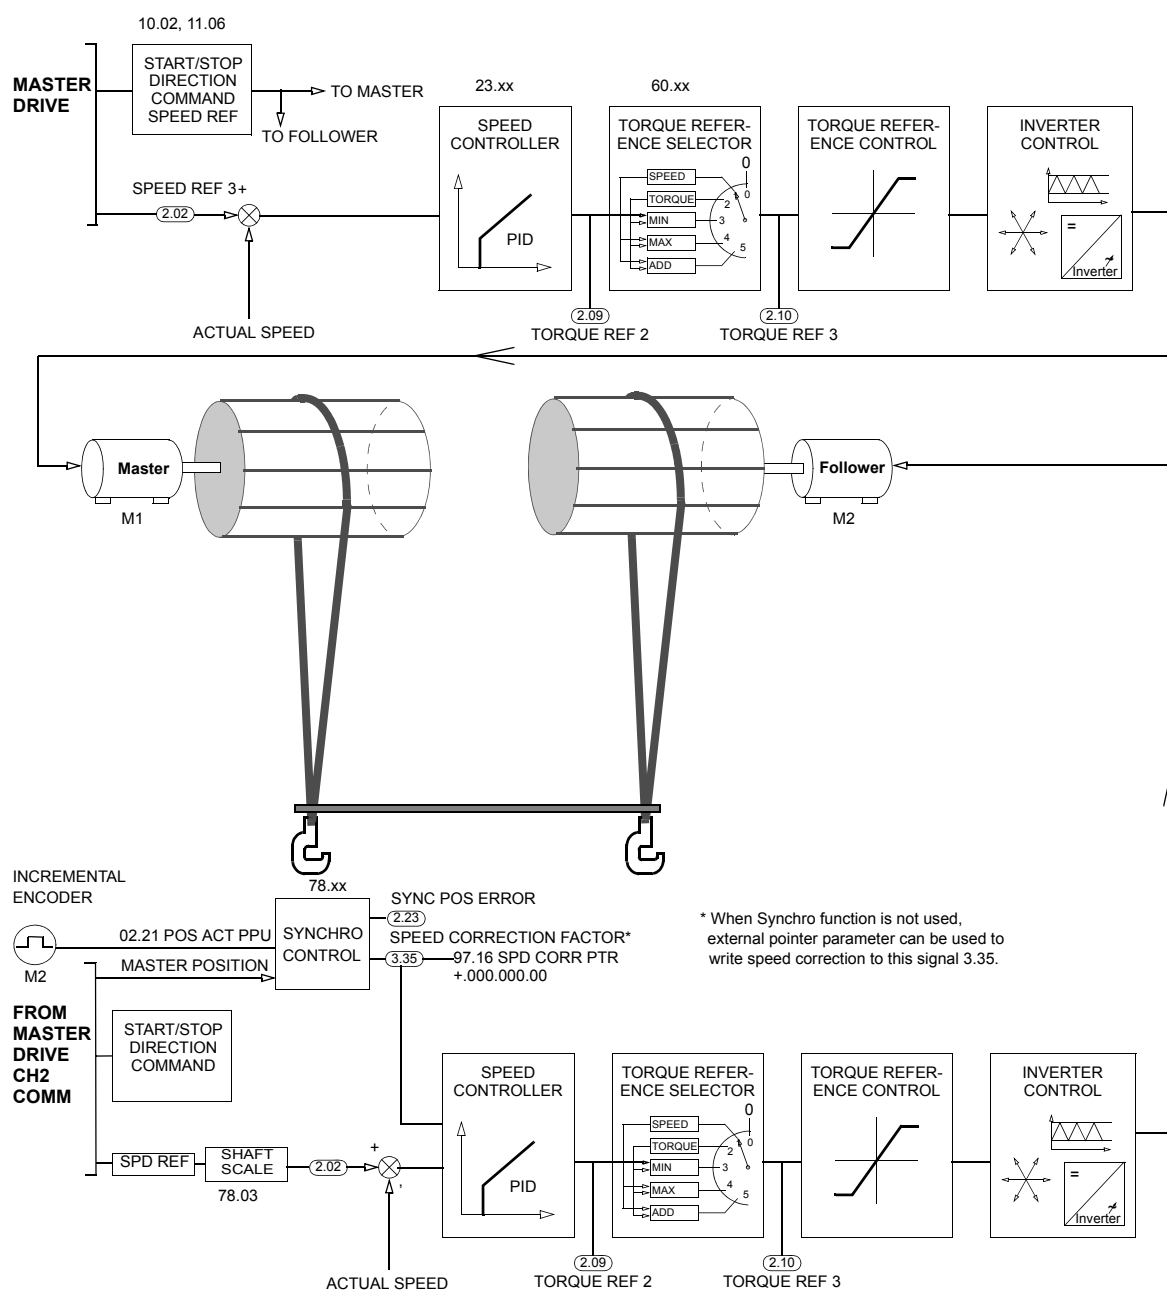 10.02, 11.06
MASTER
DRIVE
START/STOP
DIRECTION
COMMAND
SPEED REF
TO MASTER
TO FOLLOWER
23.xx
60.xx
SPEED
CONTROLLER
PID
TORQUE REFER-
ENCE SELECTOR
0
SPEED
TORQUE
MIN
MAX
ADD
0
2
3
4
5
TORQUE REFER-
ENCE CONTROL
INVERTER
CONTROL
=
~
Inverter
SPEED REF 3+
2.02
ACTUAL SPEED
2.09
TORQUE REF 2
2.10
TORQUE REF 3
Master
M1
Follower
M2
INCREMENTAL
ENCODER
M2
78.xx
02.21 POS ACT PPU
MASTER POSITION
SYNCHRO
CONTROL
SYNC POS ERROR
2.23
SPEED CORRECTION FACTOR*
3.35
97.16 SPD CORR PTR
+.000.000.00
* When Synchro function is not used,
external pointer parameter can be used to
write speed correction to this signal 3.35.
FROM
MASTER
DRIVE
CH2
COMM
START/STOP
DIRECTION
COMMAND
SPD REF
SHAFT
SCALE
78.03
2.02
+
,
ACTUAL SPEED
SPEED
CONTROLLER
PID
TORQUE REFER-
ENCE SELECTOR
0
SPEED
TORQUE
MIN
MAX
ADD
0
2
3
4
5
TORQUE REFER-
ENCE CONTROL
INVERTER
CONTROL
=
~
Inverter
2.09
TORQUE REF 2
2.10
TORQUE REF 3